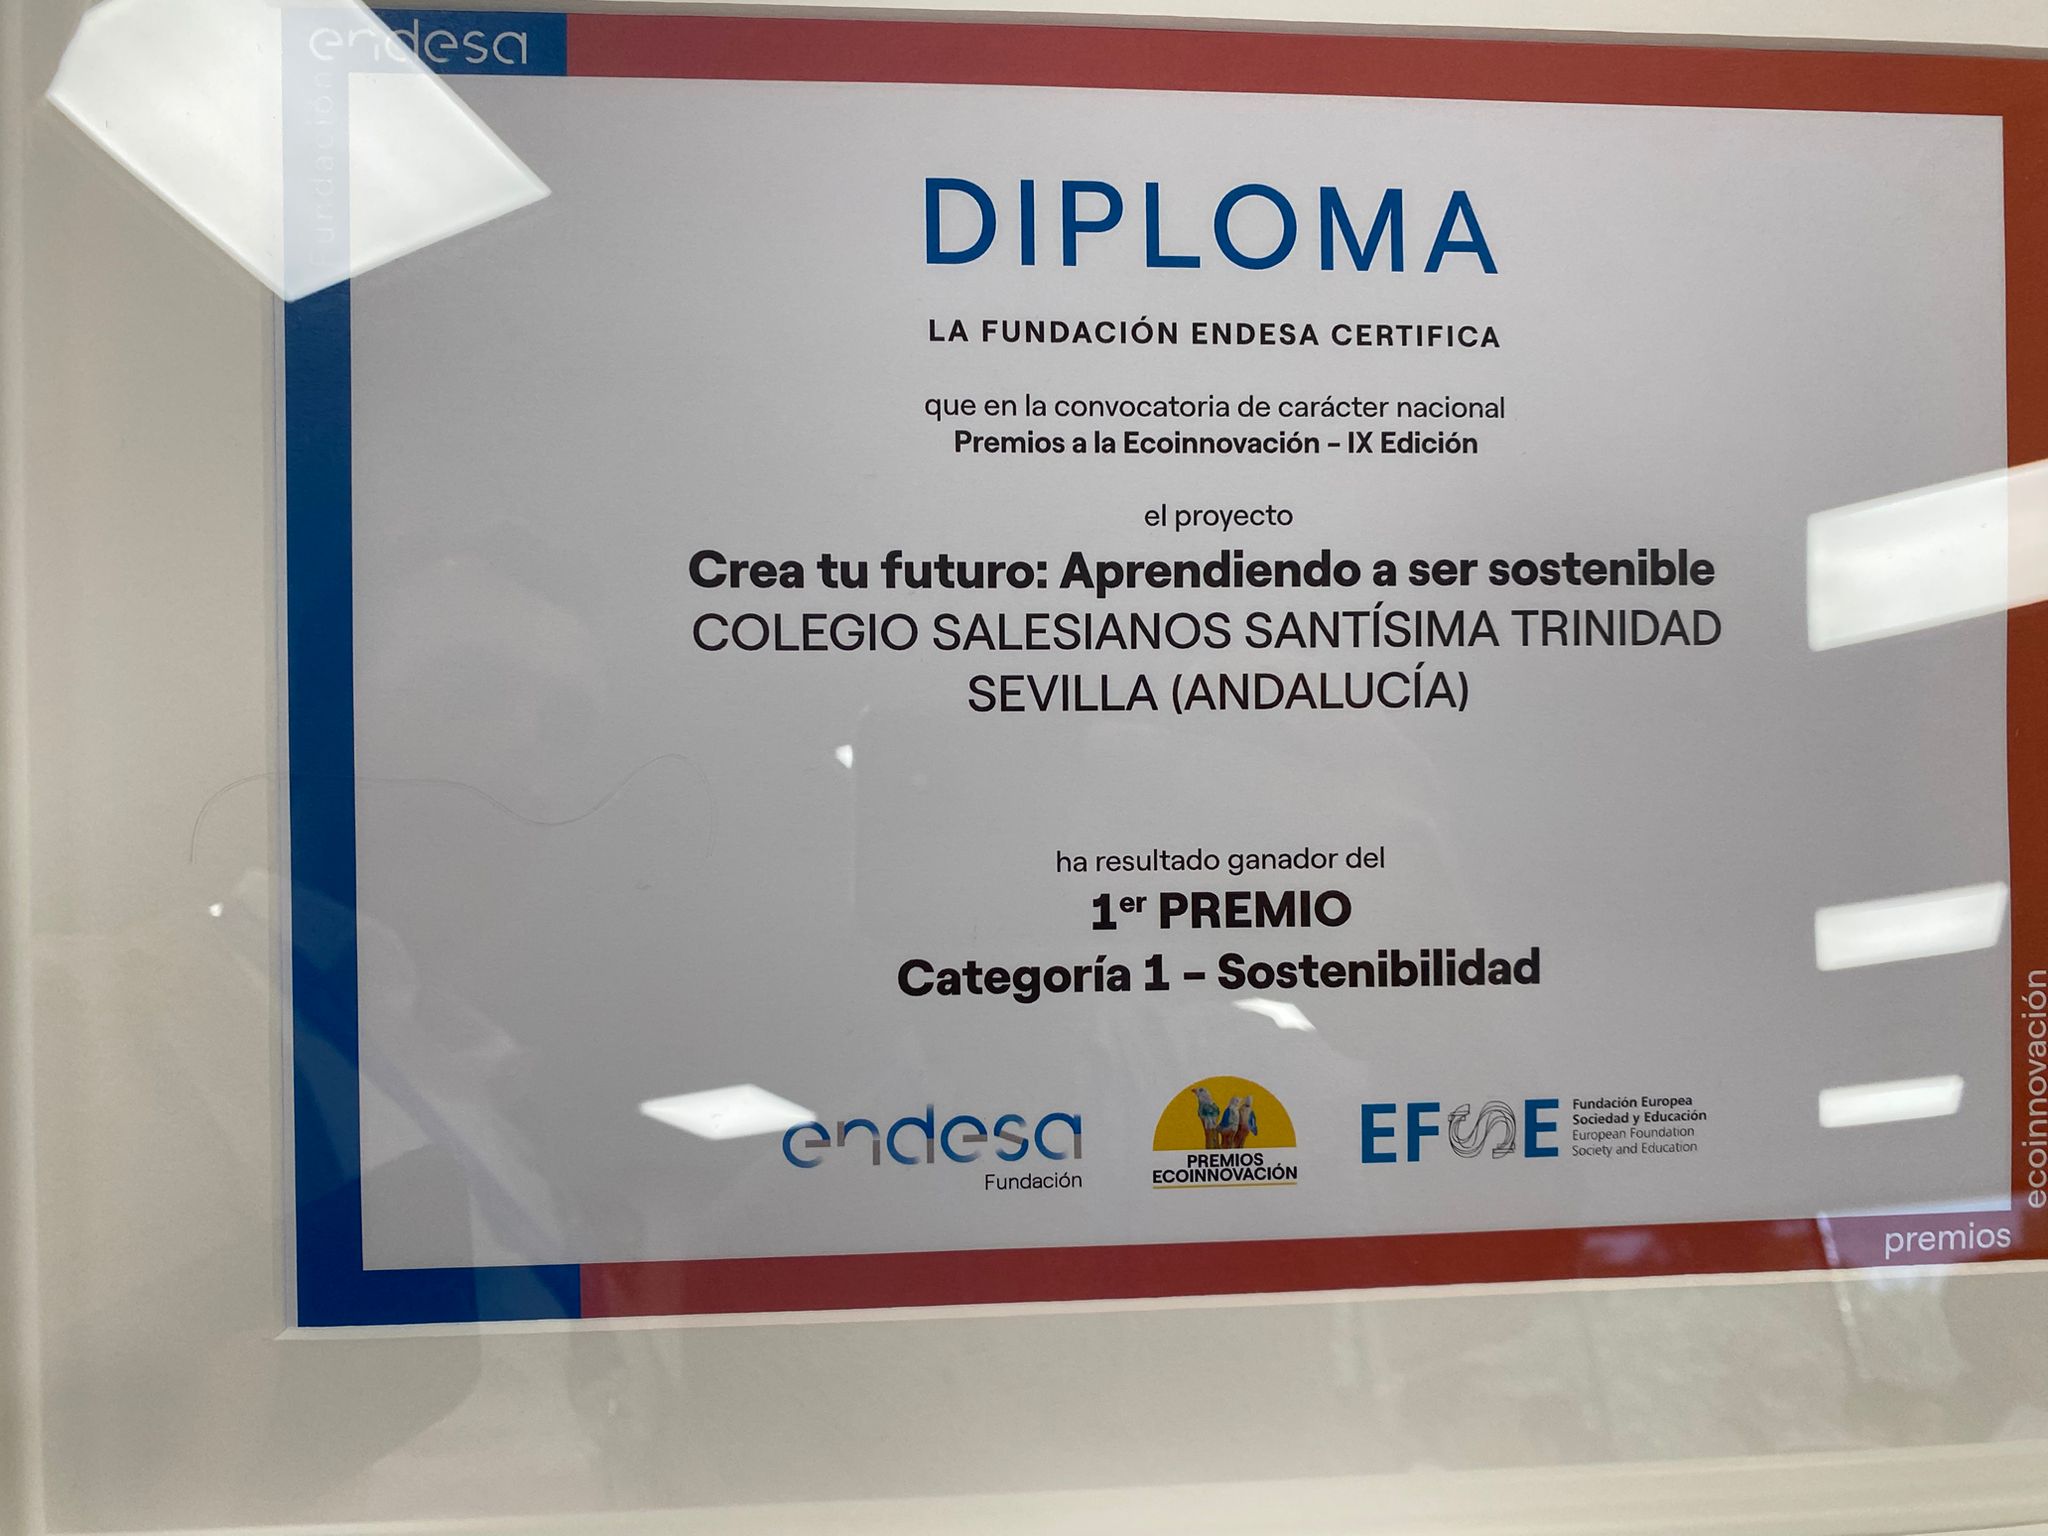 endesa
Fundación
DIPLOMA
LA FUNDACIÓN ENDESA CERTIFICA
que en la convocatoria de carácter nacional
Premios a la Ecoinnovación – IX Edición
el proyecto
Crea tu futuro: Aprendiendo a ser sostenible
COLEGIO SALESIANOS SANTÍSIMA TRINIDAD
SEVILLA (ANDALUCÍA)
ha resultado ganador del
1er PREMIO
Categoría 1 – Sostenibilidad
endesa
Fundación
PREMIOS
ECOINNOVACIÓN
EFSE
Fundación Europea
Sociedad y Educación
European Foundation
Society and Education
premios
ecoinnovación